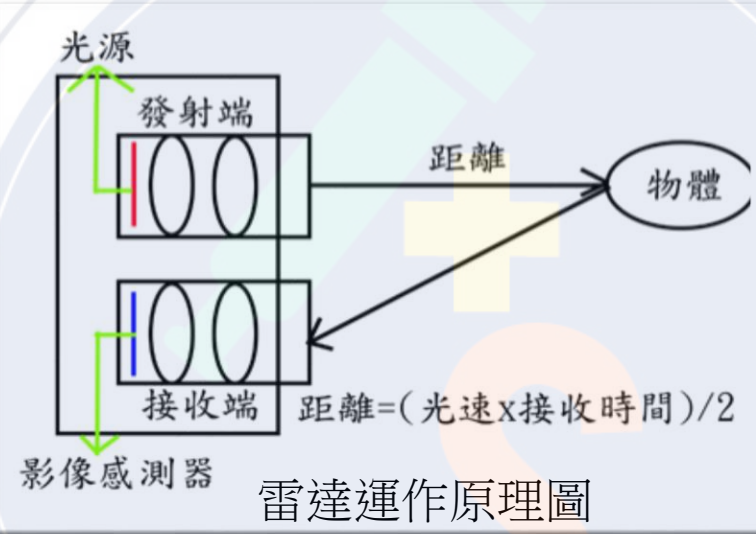 光源
發射端
距離
物體
接收端
距離=(光速x接收時間)/2
影像感測器
雷達運作原理圖